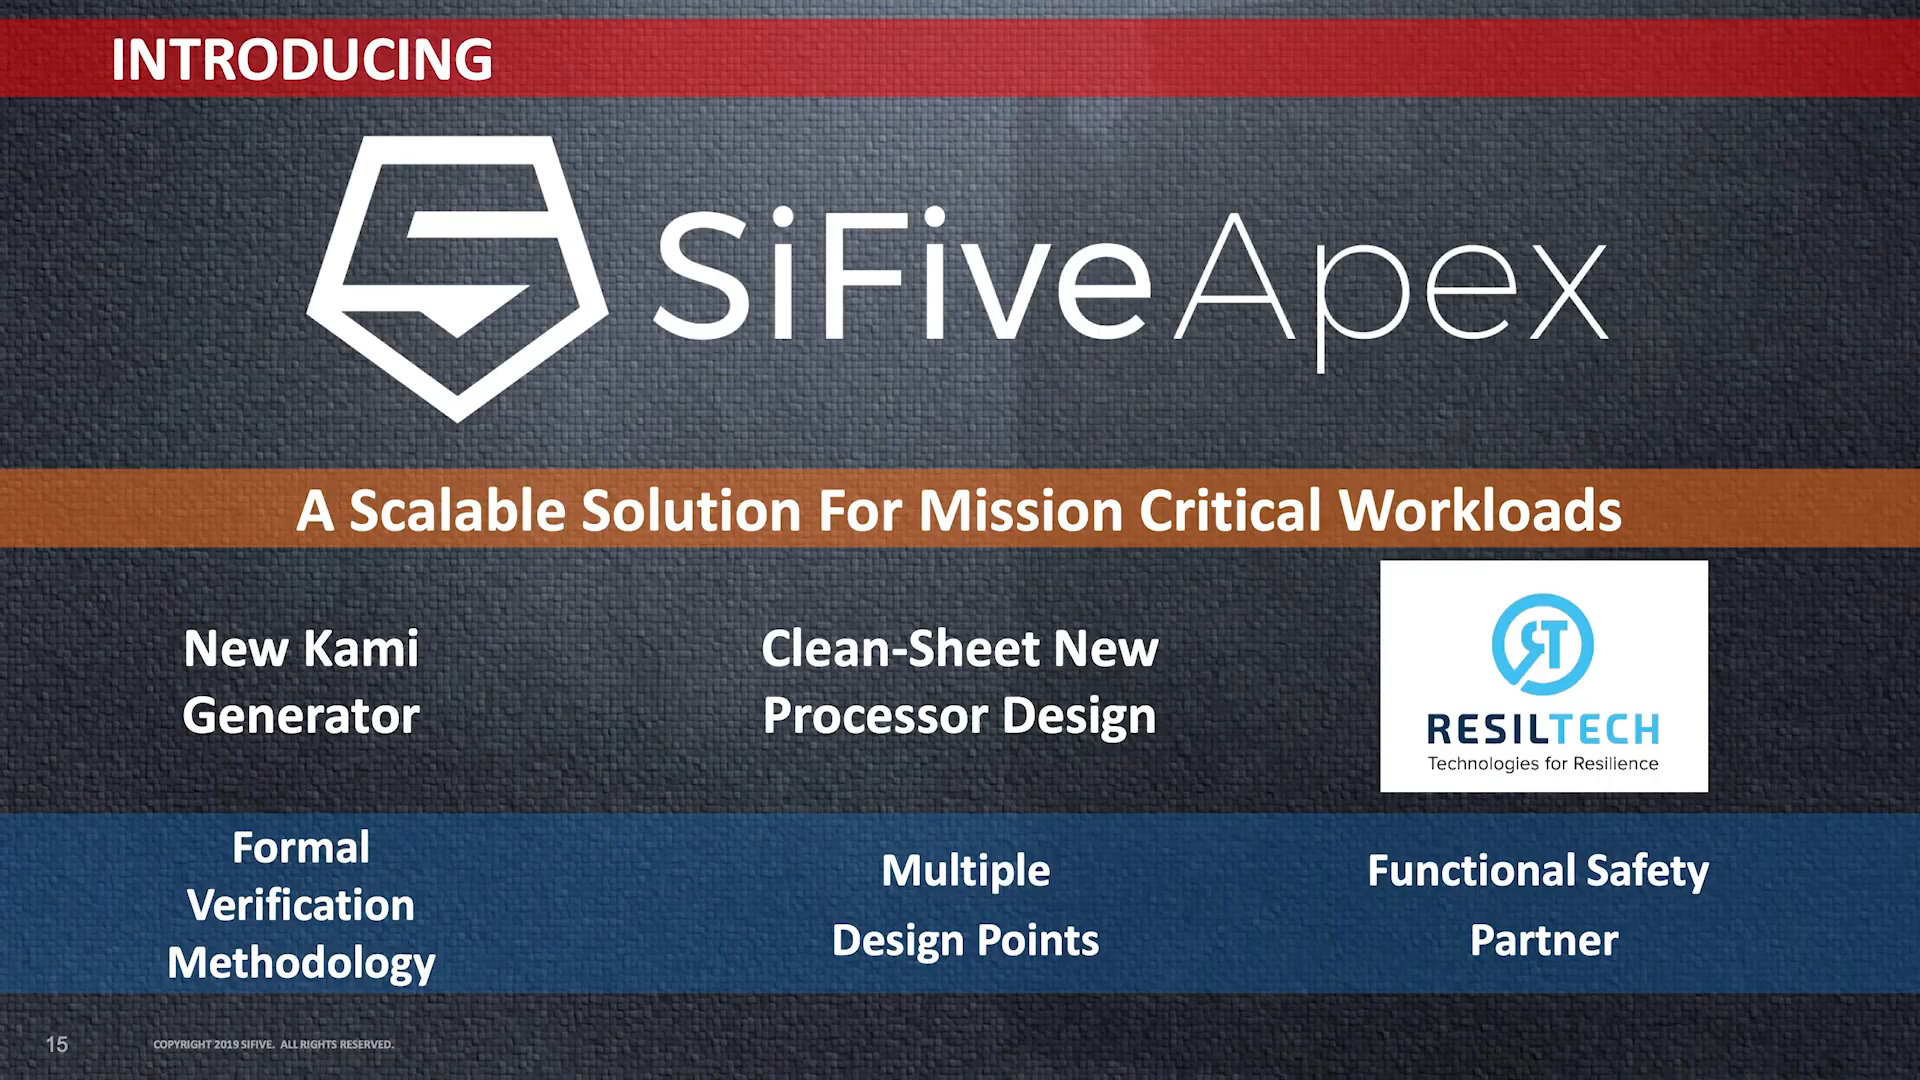 INTRODUCING
SiFive Apex
A Scalable Solution For Mission Critical Workloads
New Kami
Generator
Clean-Sheet New
Processor Design
RT
RESILTECH
Technologies for Resilience
Formal
Verification
Methodology
Multiple
Design Points
Functional Safety
Partner
15
COPYRIGHT 2019 SIFIVE. ALL RIGHTS RESERVED.